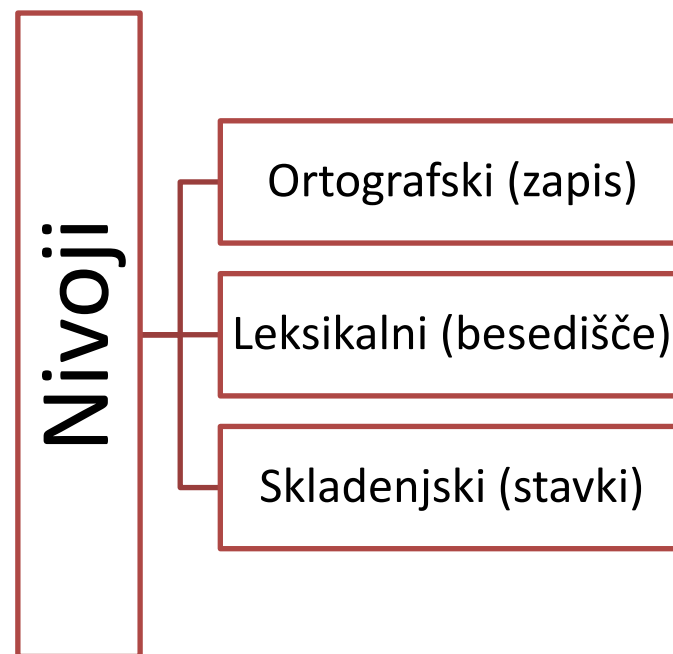 Nivoji
Ortografski (zapis)
Leksikalni (besedišče)
Skladenjski (stavki)